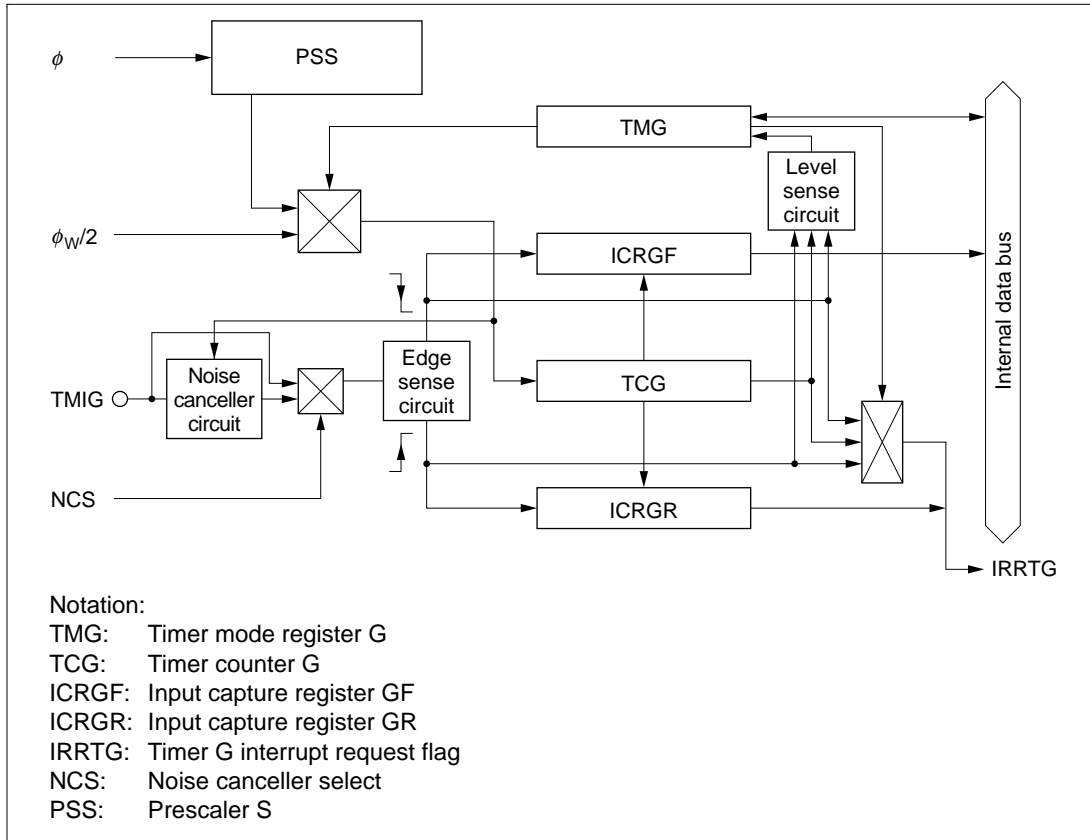 ϕ
PSS
TMG
Level
sense
circuit
ϕW/2
ICRGF
Internal data bus
TMIG
Noise
canceller
circuit
Edge
sense
circuit
TCG
NCS
ICRGR
IRRTG
Notation:
TMG: Timer mode register G
TCG: Timer counter G
ICRGF: Input capture register GF
ICRGR: Input capture register GR
IRRTG: Timer G interrupt request flag
NCS: Noise canceller select
PSS: Prescaler S